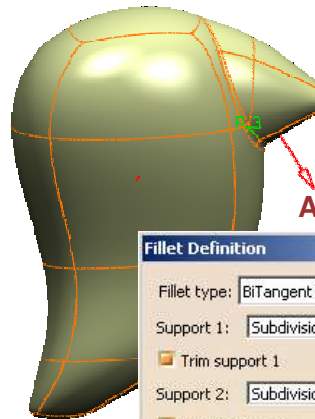 A
Fillet Definition
Fillet type: BiTangent
Support 1: Subdivisio
Trim support 1
Support 2: Subdivisio